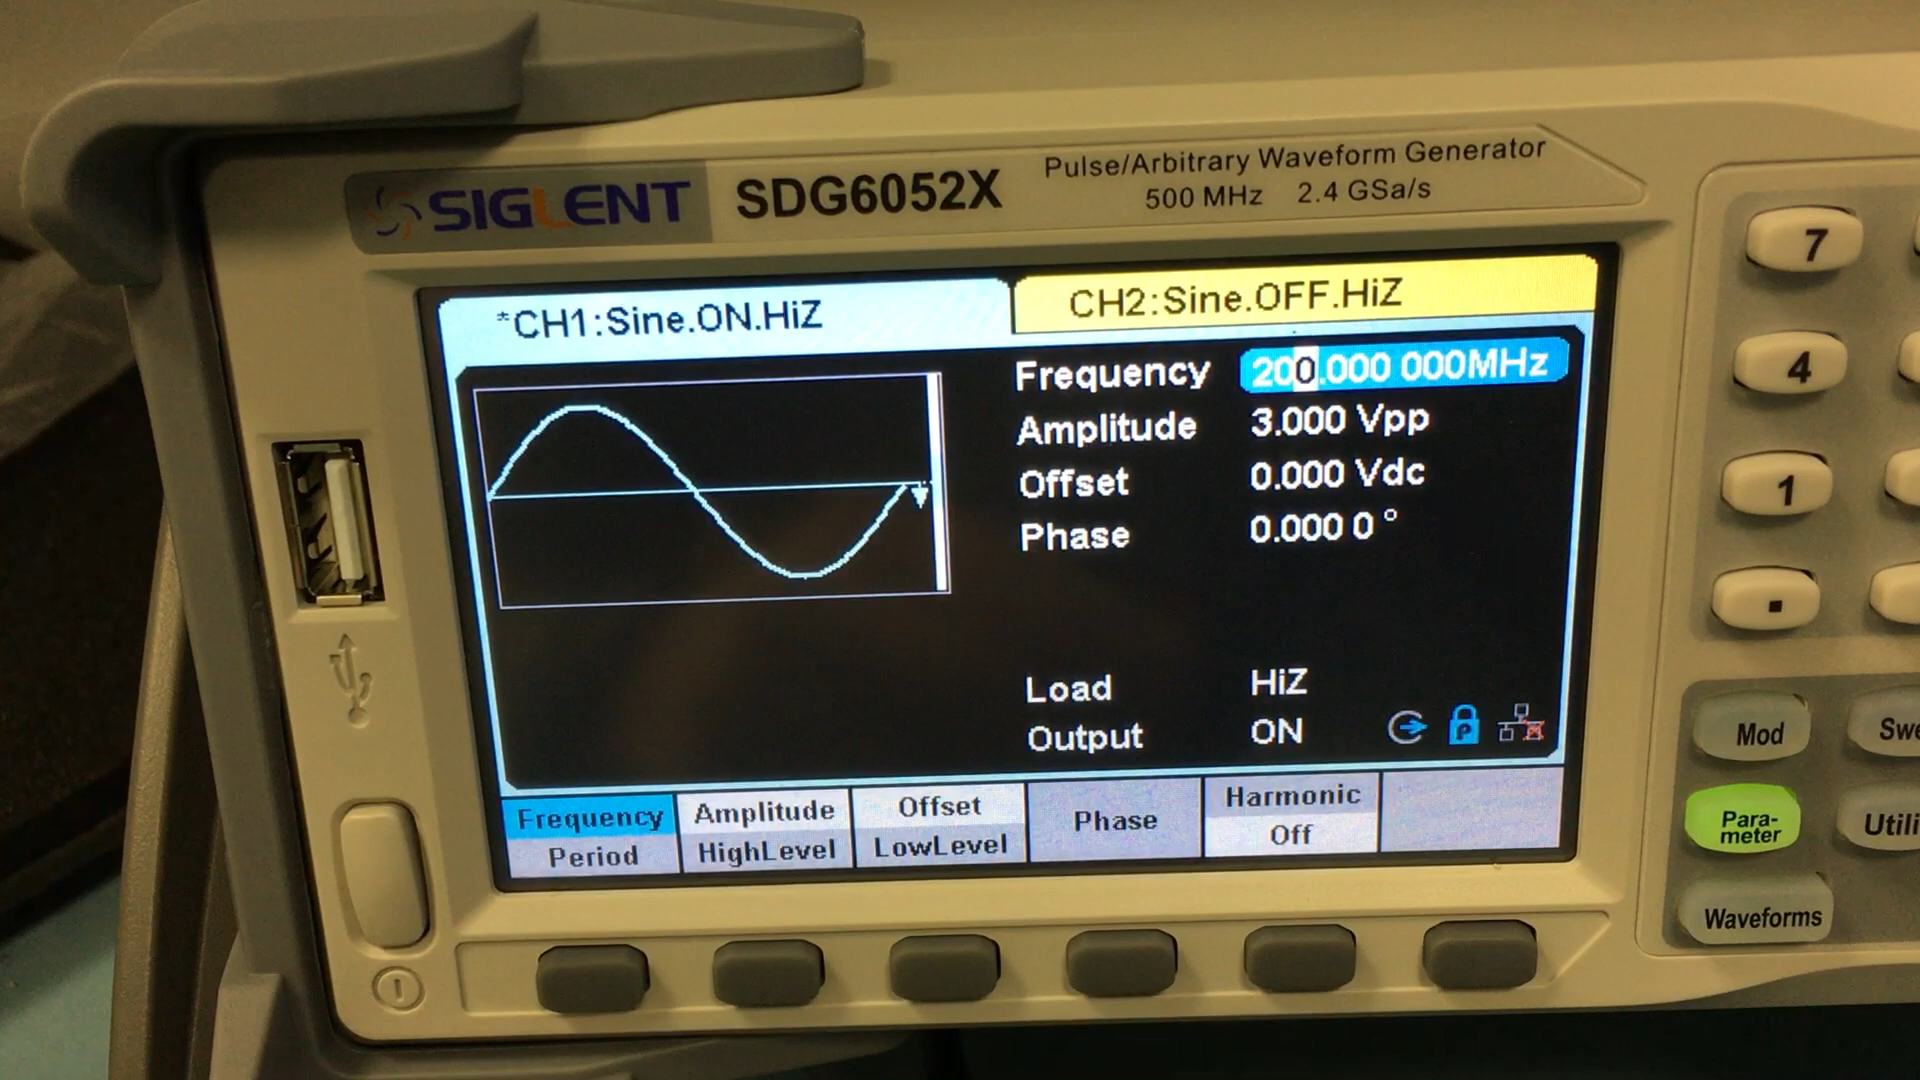 SIGLENT SDG6052X
Pulse/Arbitrary Waveform Generator
500 MHz 2.4 GSa/s
*CH1:Sine.ON.HiZ
CH2:Sine.OFF.HiZ
Frequency 200.000 000MHz
Amplitude 3.000 Vpp
Offset 0.000 Vdc
Phase 0.000 0 °
Load HiZ
Output ON
P
Frequency
Period
Amplitude
HighLevel
Offset
LowLevel
Phase
Harmonic
Off
7
4
1
.
Mod
Swe
Para-
meter
Utili
Waveforms